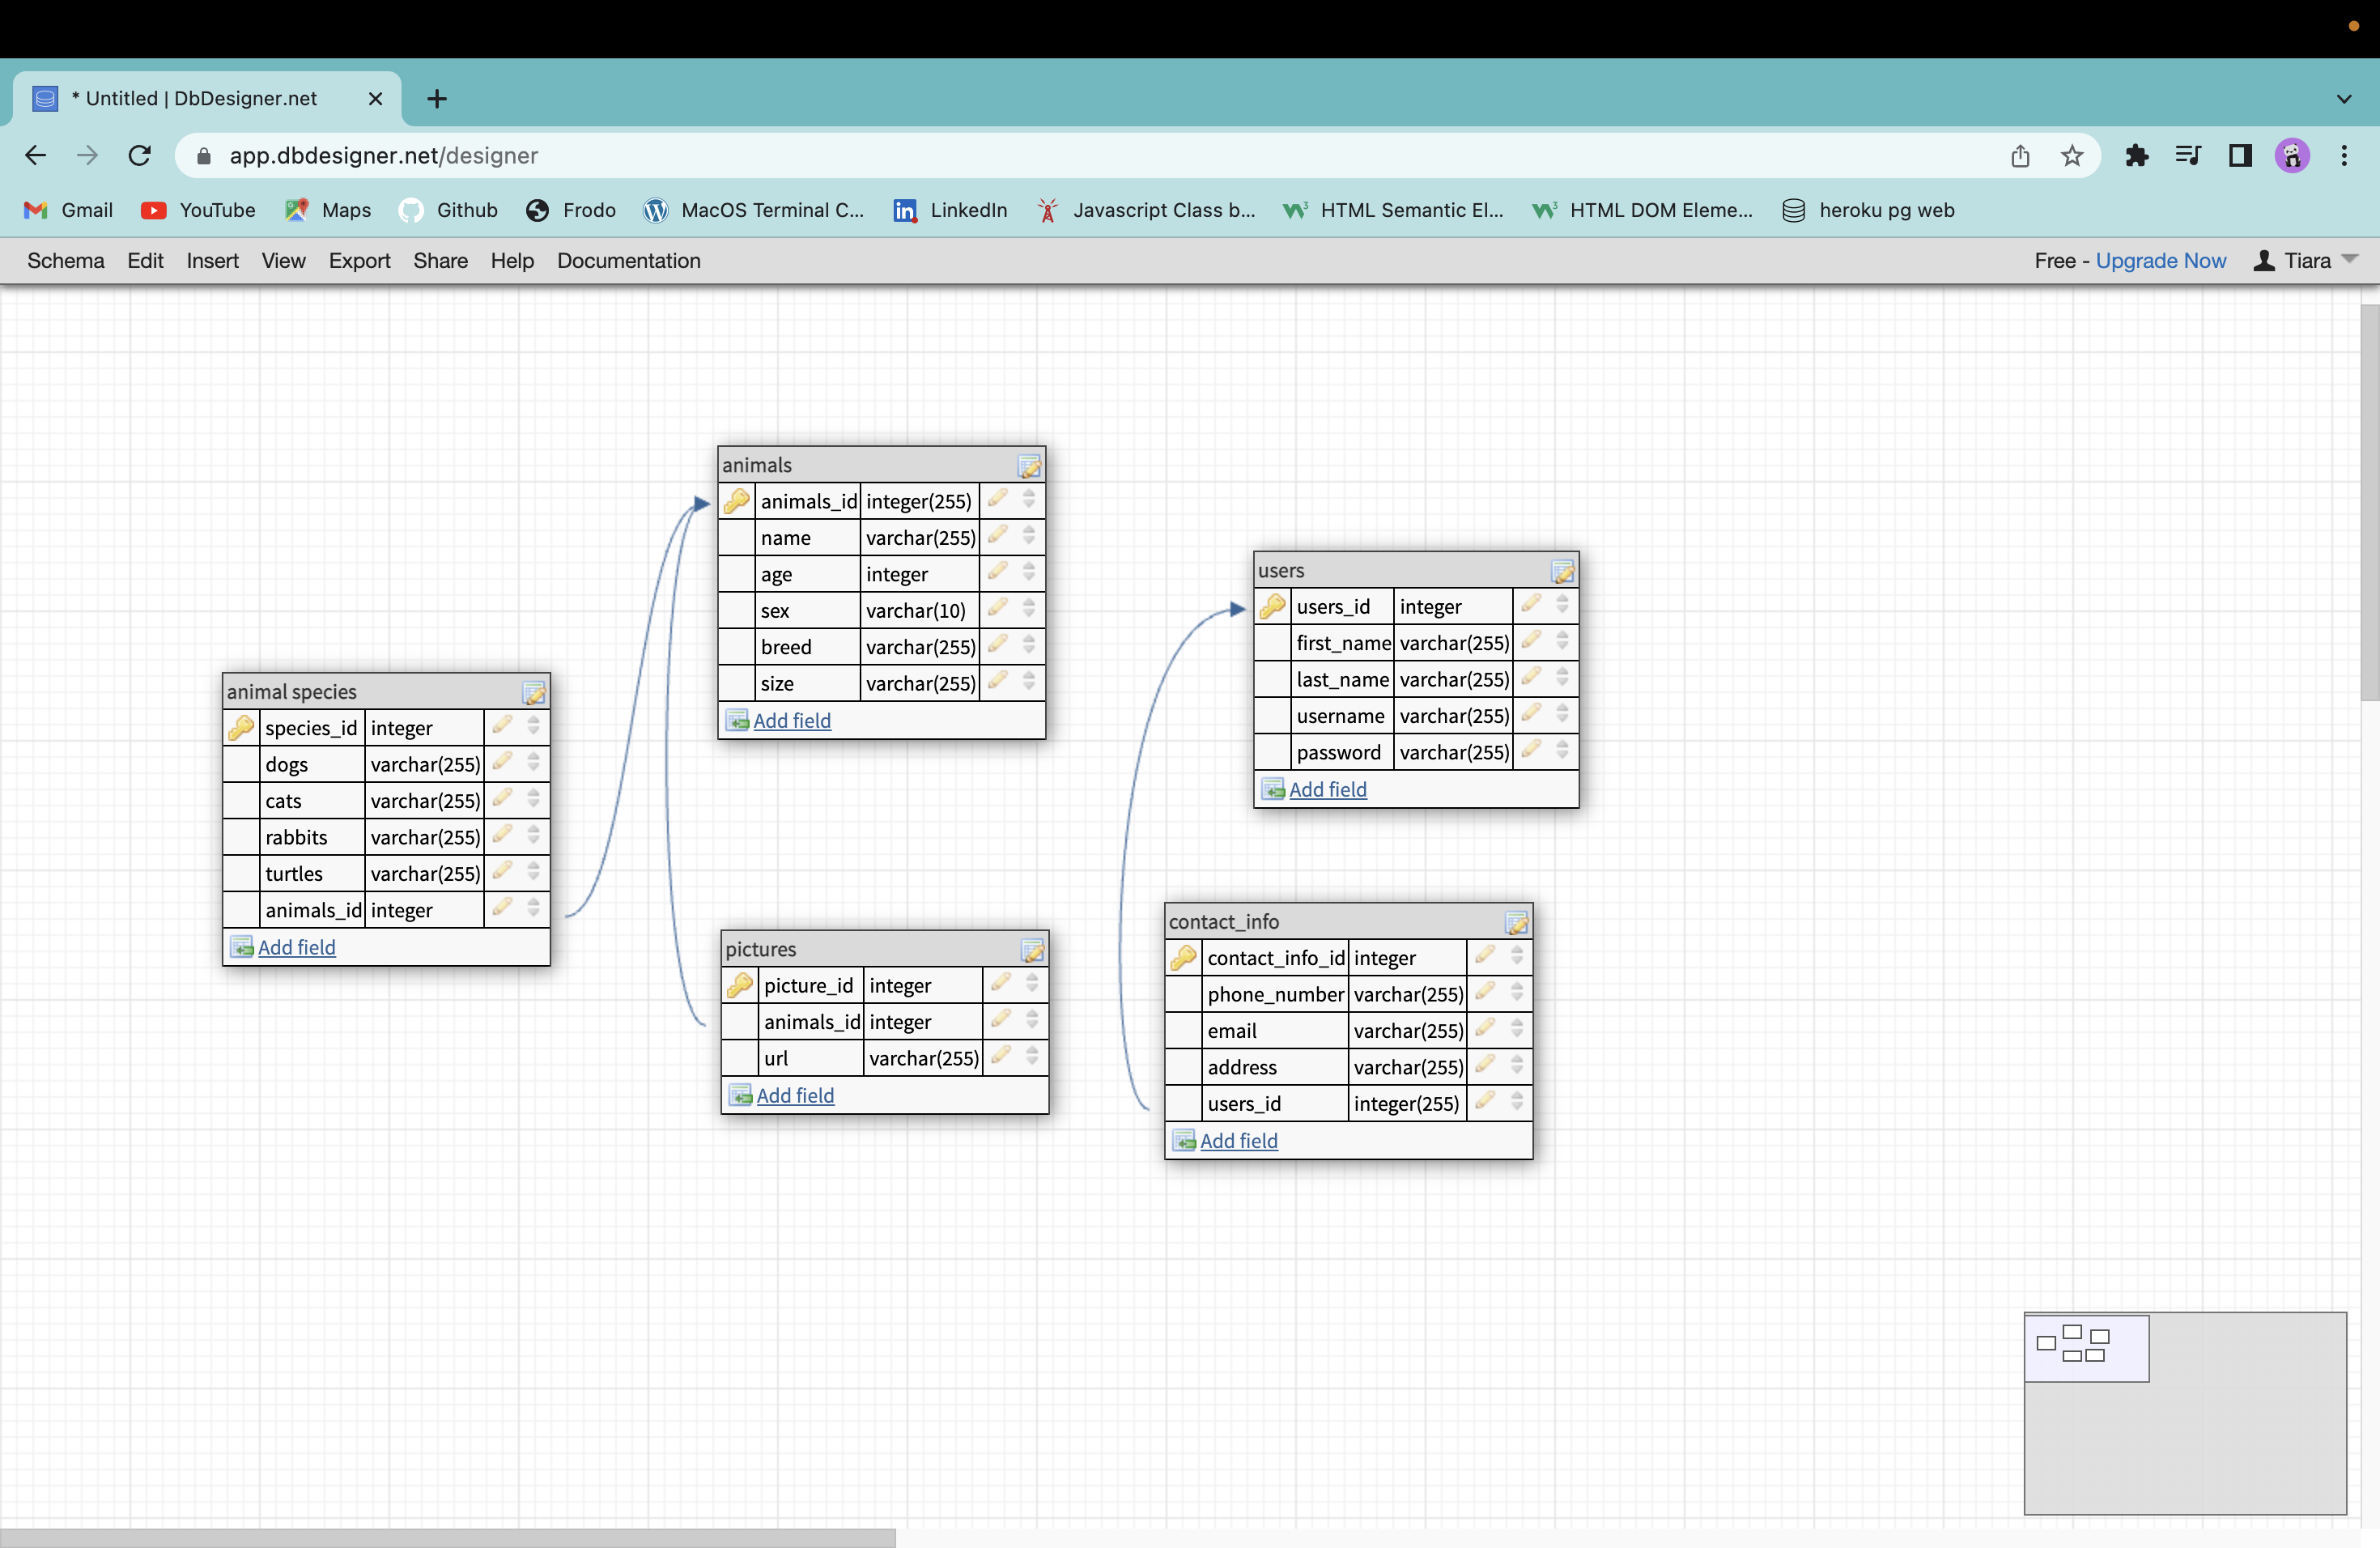 * Untitled | DbDesigner.net
app.dbdesigner.net/designer
Gmail YouTube Maps Github Frodo MacOS Terminal C... LinkedIn Javascript Class b... HTML Semantic El... HTML DOM Eleme... heroku pg web
Schema Edit Insert View Export Share Help Documentation Free - Upgrade Now Tiara
animals
animals_id integer(255)
name varchar(255)
age integer
sex varchar(10)
breed varchar(255)
size varchar(255)
Add field
users
users_id integer
first_name varchar(255)
last_name varchar(255)
username varchar(255)
password varchar(255)
Add field
animal species
species_id integer
dogs varchar(255)
cats varchar(255)
rabbits varchar(255)
turtles varchar(255)
animals_id integer
Add field
pictures
picture_id integer
animals_id integer
url varchar(255)
Add field
contact_info
contact_info_id integer
phone_number varchar(255)
email varchar(255)
address varchar(255)
users_id integer(255)
Add field